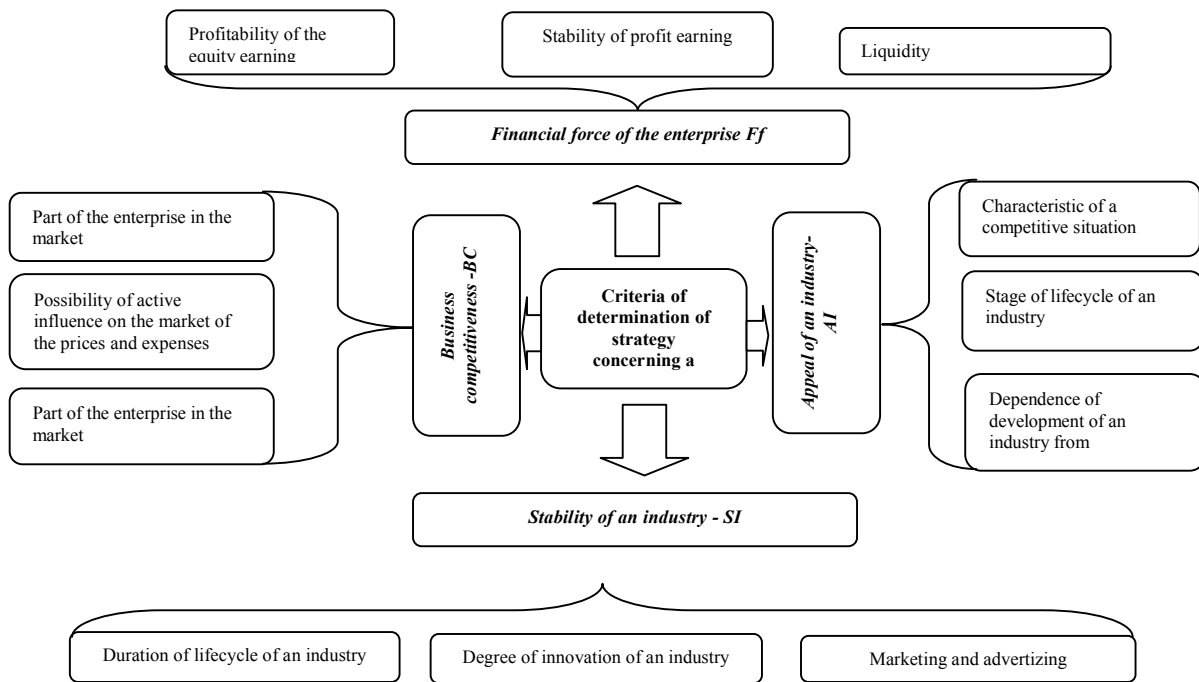 Profitability of the
equity earning
Stability of profit earning
Liquidity
Financial force of the enterprise Ff
Part of the enterprise in the
market
Possibility of active
influence on the market of
the prices and expenses
Part of the enterprise in the
market
Business
competitiveness -BC
Criteria of
determination of
strategy
concerning a
Appeal of an industry-
AI
Characteristic of a
competitive situation
Stage of lifecycle of an
industry
Dependence of
development of an
industry from
Stability of an industry - SI
Duration of lifecycle of an industry
Degree of innovation of an industry
Marketing and advertizing